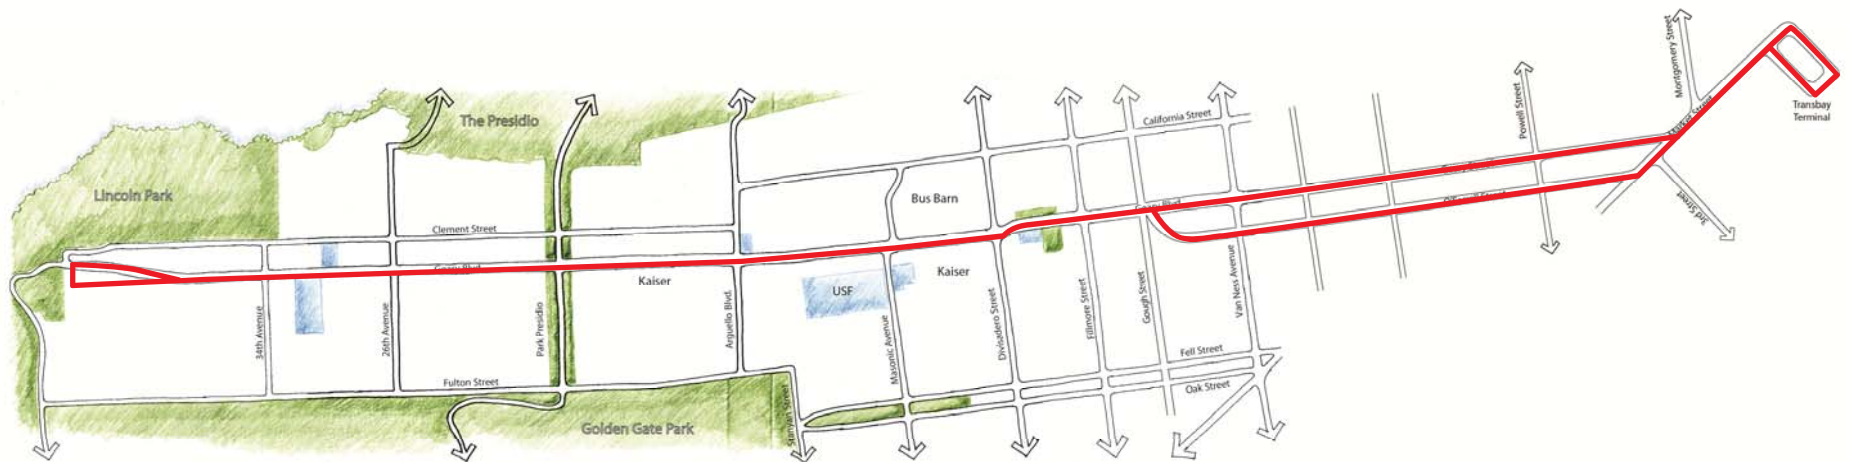 Montgomery Street
Transbay
Terminal
Market Street
Powell Street
The Presidio
California Street
Lincoln Park
Bus Barn
3rd Street
Geary Blvd.
Clement Street
Kaiser
Kaiser
USF
34th Avenue
26th Avenue
Park Presidio
Arguello Blvd.
Masonic Avenue
Divisadero Street
Fillmore Street
Gough Street
Van Ness Avenue
Fell Street
Fulton Street
Oak Street
Stanyan Street
Golden Gate Park